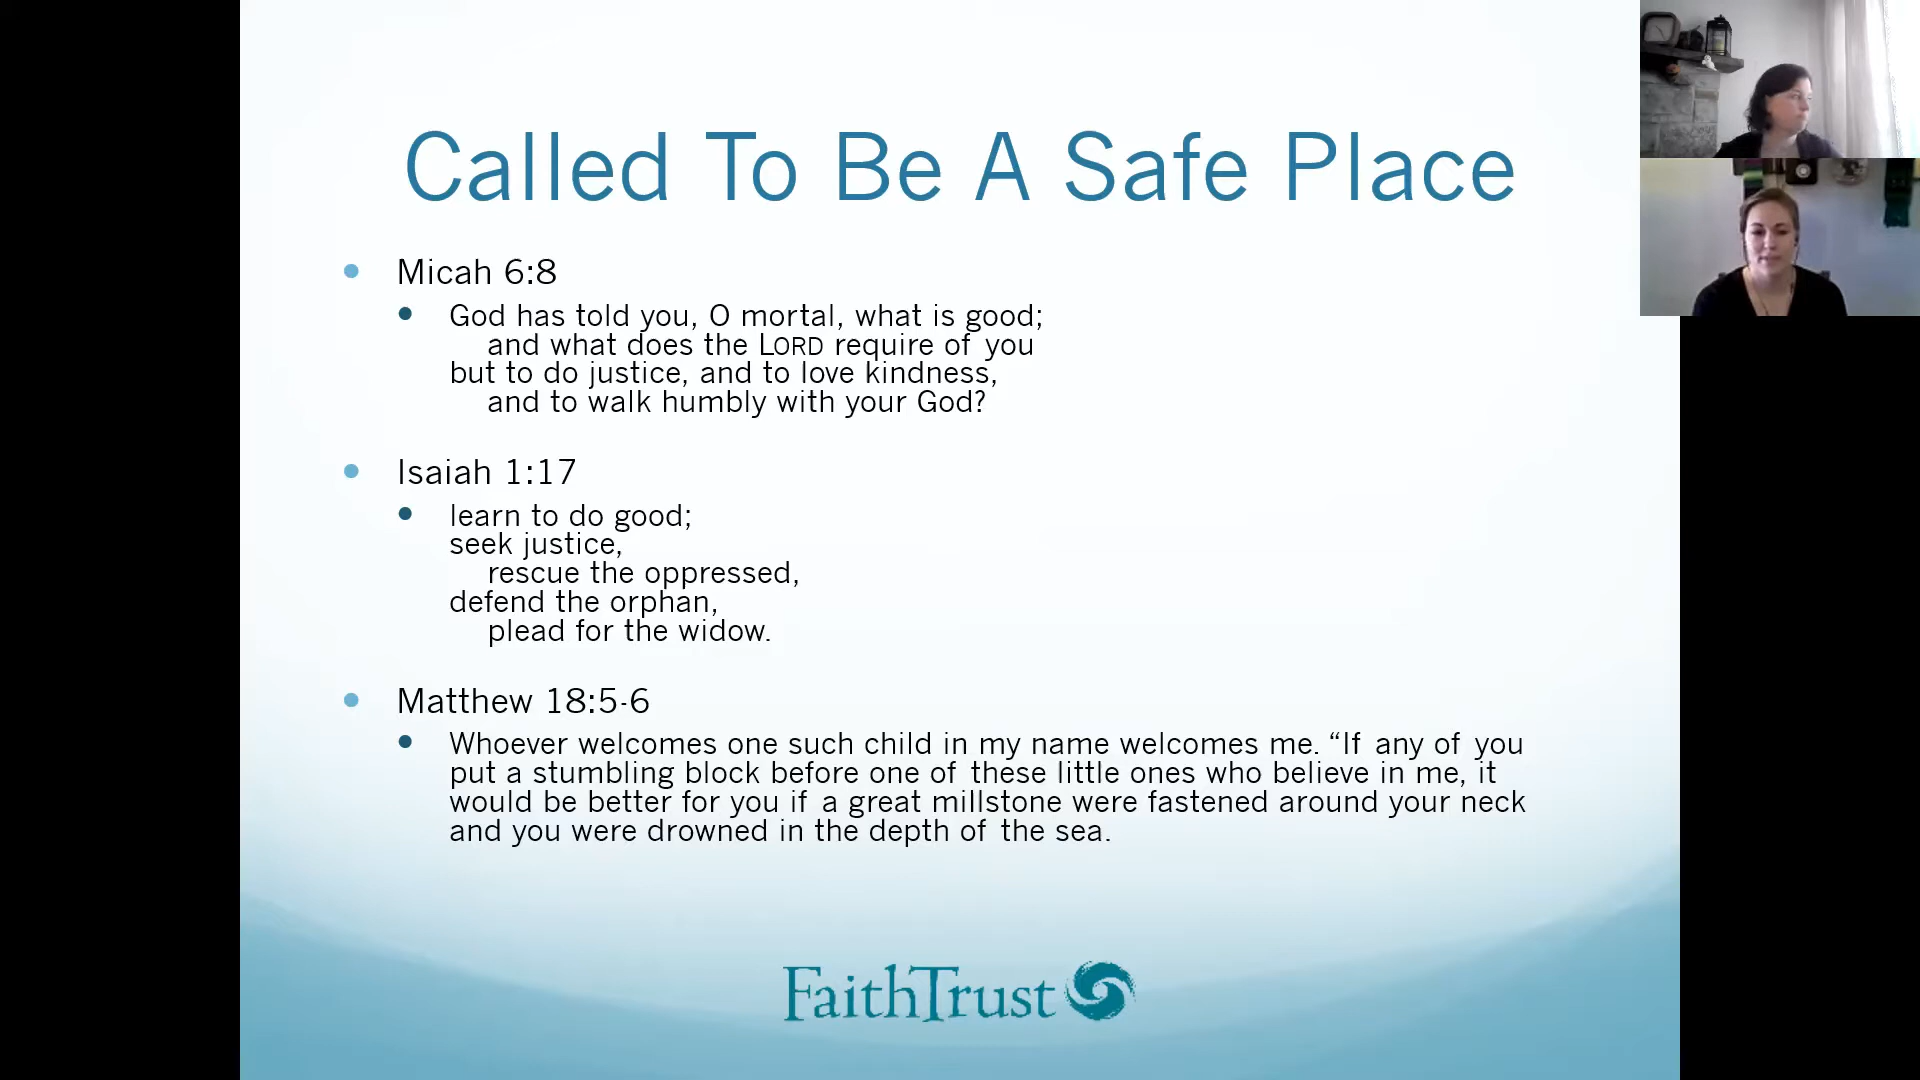 Called To Be A Safe Place
Micah 6:8
God has told you, O mortal, what is good;
and what does the LORD require of you
but to do justice, and to love kindness,
and to walk humbly with your God?
Isaiah 1:17
learn to do good;
seek justice,
rescue the oppressed,
defend the orphan,
plead for the widow.
Matthew 18:5-6
Whoever welcomes one such child in my name welcomes me. “If any of you
put a stumbling block before one of these little ones who believe in me, it
would be better for you if a great millstone were fastened around your neck
and you were drowned in the depth of the sea.
FaithTrust